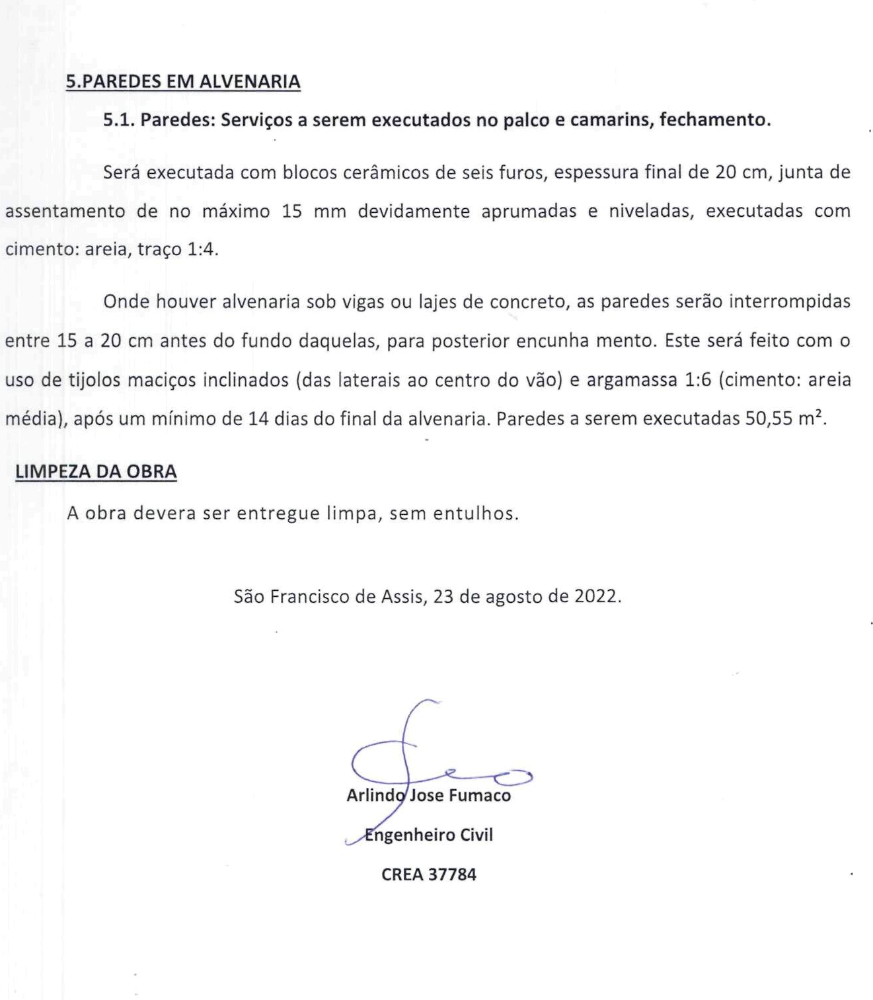 5.PAREDES EM ALVENARIA
5.1. Paredes: Serviços a serem executados no palco e camarins, fechamento.
Será executada com blocos cerâmicos de seis furos, espessura final de 20 cm, junta de
assentamento de no máximo 15 mm devidamente aprumadas e niveladas, executadas com
cimento: areia, traço 1:4.
Onde houver alvenaria sob vigas ou lajes de concreto, as paredes serão interrompidas
entre 15 a 20 cm antes do fundo daquelas, para posterior encunha mento. Este será feito com o
uso de tijolos maciços inclinados (das laterais ao centro do vão) e argamassa 1:6 (cimento: areia
média), após um mínimo de 14 dias do final da alvenaria. Paredes a serem executadas 50,55 m².
LIMPEZA DA OBRA
A obra devera ser entregue limpa, sem entulhos.
São Francisco de Assis, 23 de agosto de 2022.
Arlindo Jose Fumaco
Engenheiro Civil
CREA 37784